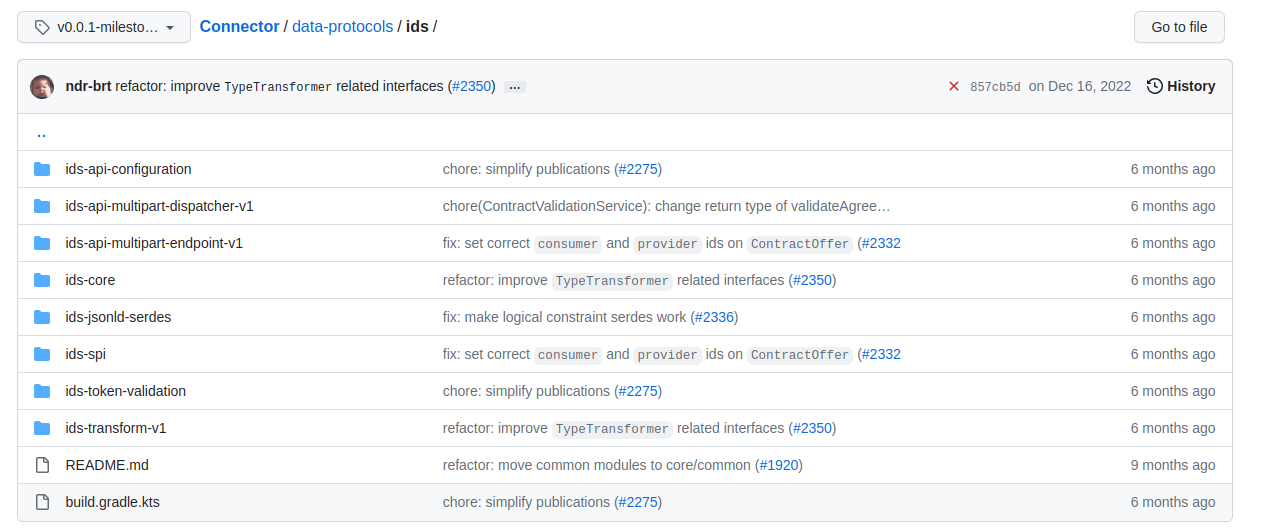 v0.0.1-milesto… Connector / data-protocols / ids / Go to file
ndr-brt refactor: improve TypeTransformer related interfaces (#2350) … 857cb5d on Dec 16, 2022 History
..
ids-api-configuration chore: simplify publications (#2275) 6 months ago
ids-api-multipart-dispatcher-v1 chore(ContractValidationService): change return type of validateAgree… 6 months ago
ids-api-multipart-endpoint-v1 fix: set correct consumer and provider ids on ContractOffer (#2332 6 months ago
ids-core refactor: improve TypeTransformer related interfaces (#2350) 6 months ago
ids-jsonld-serdes fix: make logical constraint serdes work (#2336) 6 months ago
ids-spi fix: set correct consumer and provider ids on ContractOffer (#2332 6 months ago
ids-token-validation chore: simplify publications (#2275) 6 months ago
ids-transform-v1 refactor: improve TypeTransformer related interfaces (#2350) 6 months ago
README.md refactor: move common modules to core/common (#1920) 9 months ago
build.gradle.kts chore: simplify publications (#2275) 6 months ago